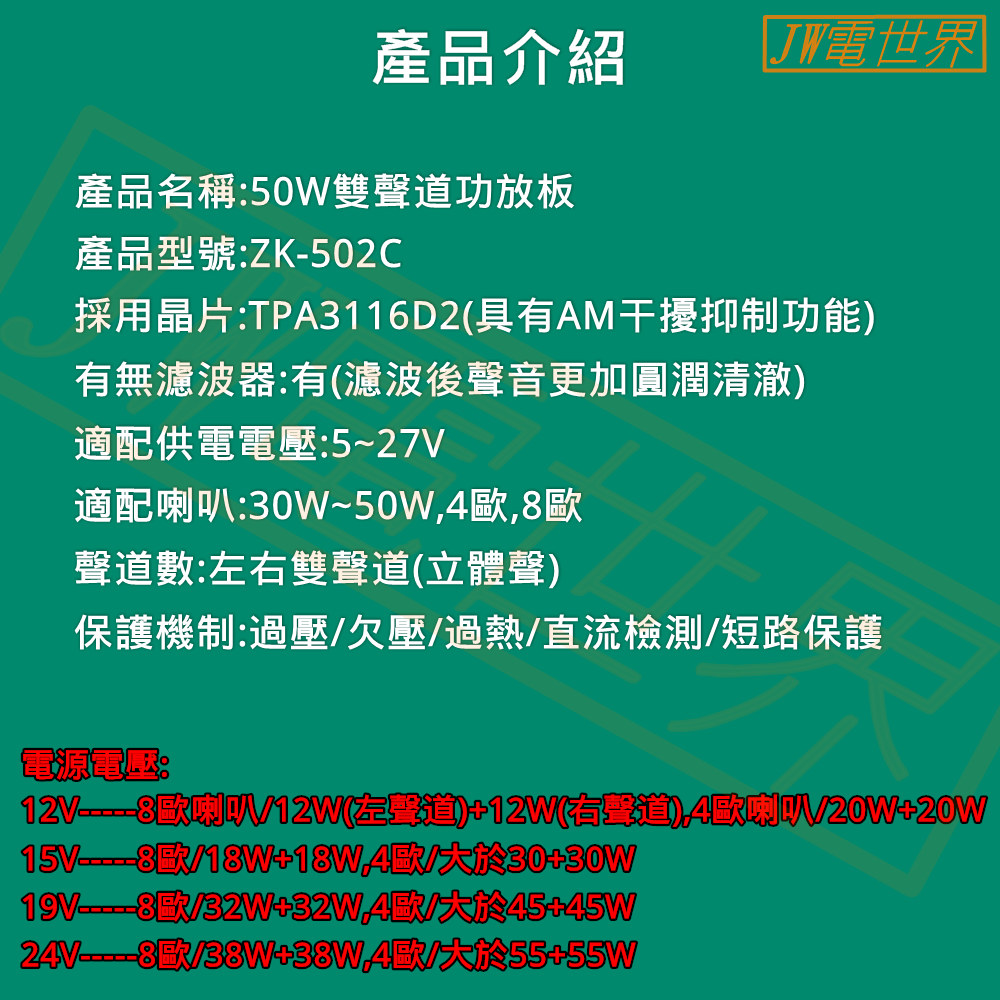 產品介紹
JW電世界
產品名稱:50W雙聲道功放板
產品型號:ZK-502C
採用晶片:TPA3116D2(具有AM干擾抑制功能)
有無濾波器:有(濾波後聲音更加圓潤清澈)
適配供電電壓:5~27V
適配喇叭:30W~50W,4歐,8歐
聲道數:左右雙聲道(立體聲)
保護機制:過壓/欠壓/過熱/直流檢測/短路保護
JW電世界
電源電壓:
12V-----8歐喇叭/12W(左聲道)+12W(右聲道),4歐喇叭/20W+20W
15V-----8歐/18W+18W,4歐/大於30+30W
19V-----8歐/32W+32W,4歐/大於45+45W
24V-----8歐/38W+38W,4歐/大於55+55W